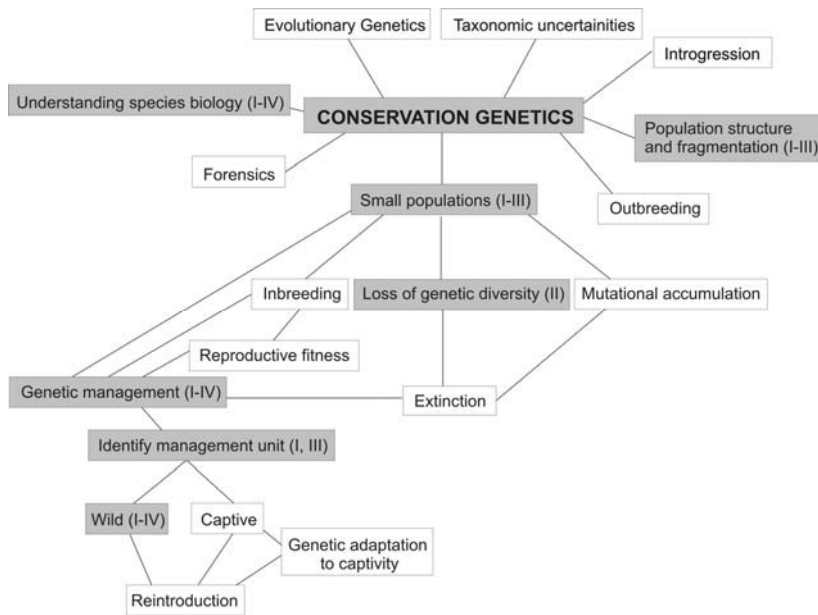 Evolutionary Genetics
Taxonomic uncertainities
Introgression
Understanding species biology (I-IV)
CONSERVATION GENETICS
Population structure
and fragmentation (I-III)
Forensics
Small populations (I-III)
Outbreeding
Inbreeding
Loss of genetic diversity (II)
Mutational accumulation
Reproductive fitness
Genetic management (I-IV)
Extinction
Identify management unit (I, III)
Wild (I-IV)
Captive
Genetic adaptation
to captivity
Reintroduction